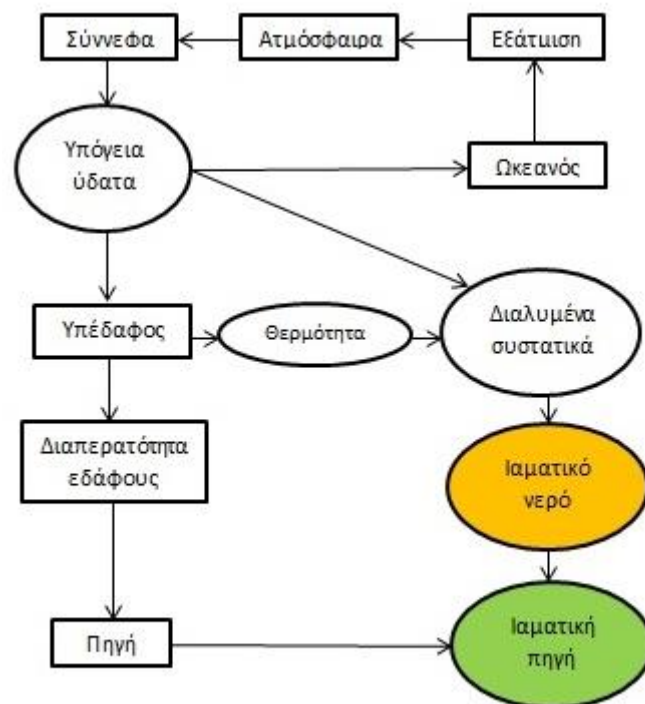 Σύννεφα
Ατμόσφαιρα
Εξάτμιση
Υπόγεια
ύδατα
Ωκεανός
Υπέδαφος
Θερμότητα
Διαλυμένα
συστατικά
Διαπερατότητα
εδάφους
Ιαματικό
νερό
Πηγή
Ιαματική
πηγή